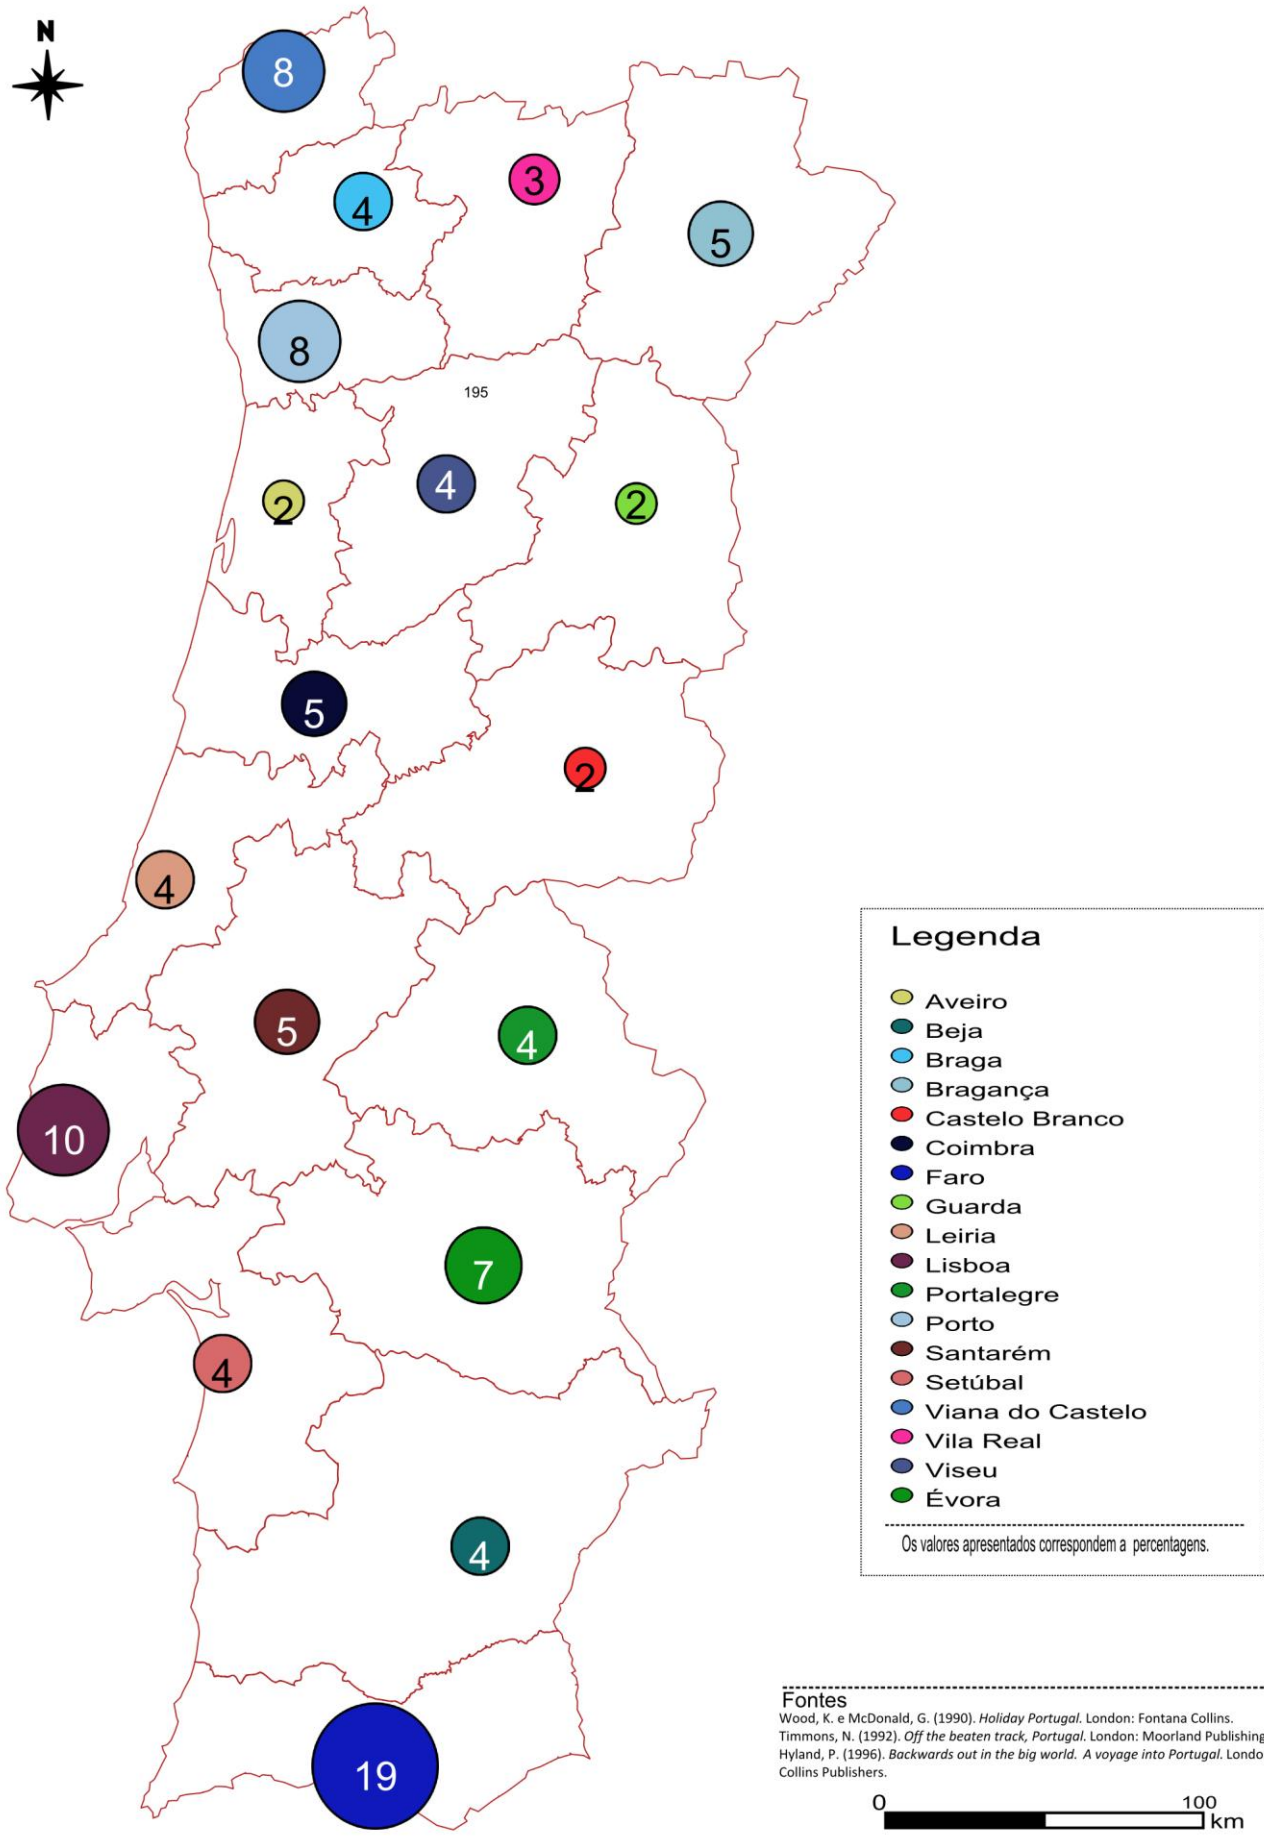 N
8
3
4
5
8
195
4
2
2
5
2
4
5
4
10
7
4
4
19
Legenda
Aveiro
Beja
Braga
Bragança
Castelo Branco
Coimbra
Faro
Guarda
Leiria
Lisboa
Portalegre
Porto
Santarém
Setúbal
Viana do Castelo
Vila Real
Viseu
Évora
Os valores apresentados correspondem a percentagens.
Fontes
Wood, K. e McDonald, G. (1990). Holiday Portugal. London: Fontana Collins.
Timmons, N. (1992). Off the beaten track, Portugal. London: Moorland Publishing
Hyland, P. (1996). Backwards out in the big world. A voyage into Portugal. Londo
Collins Publishers.
0 100
km